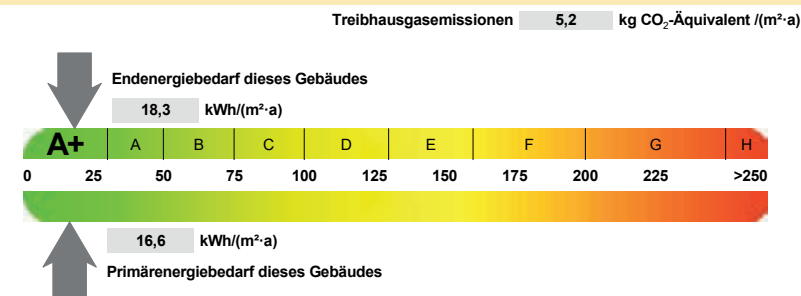 Treibhausgasemissionen 5,2 kg CO₂-Äquivalent /(m²·a)
Endenergiebedarf dieses Gebäudes
18,3 kWh/(m²·a)
A+ A B C D E F G H
0 25 50 75 100 125 150 175 200 225 >250
16,6 kWh/(m²·a)
Primärenergiebedarf dieses Gebäudes